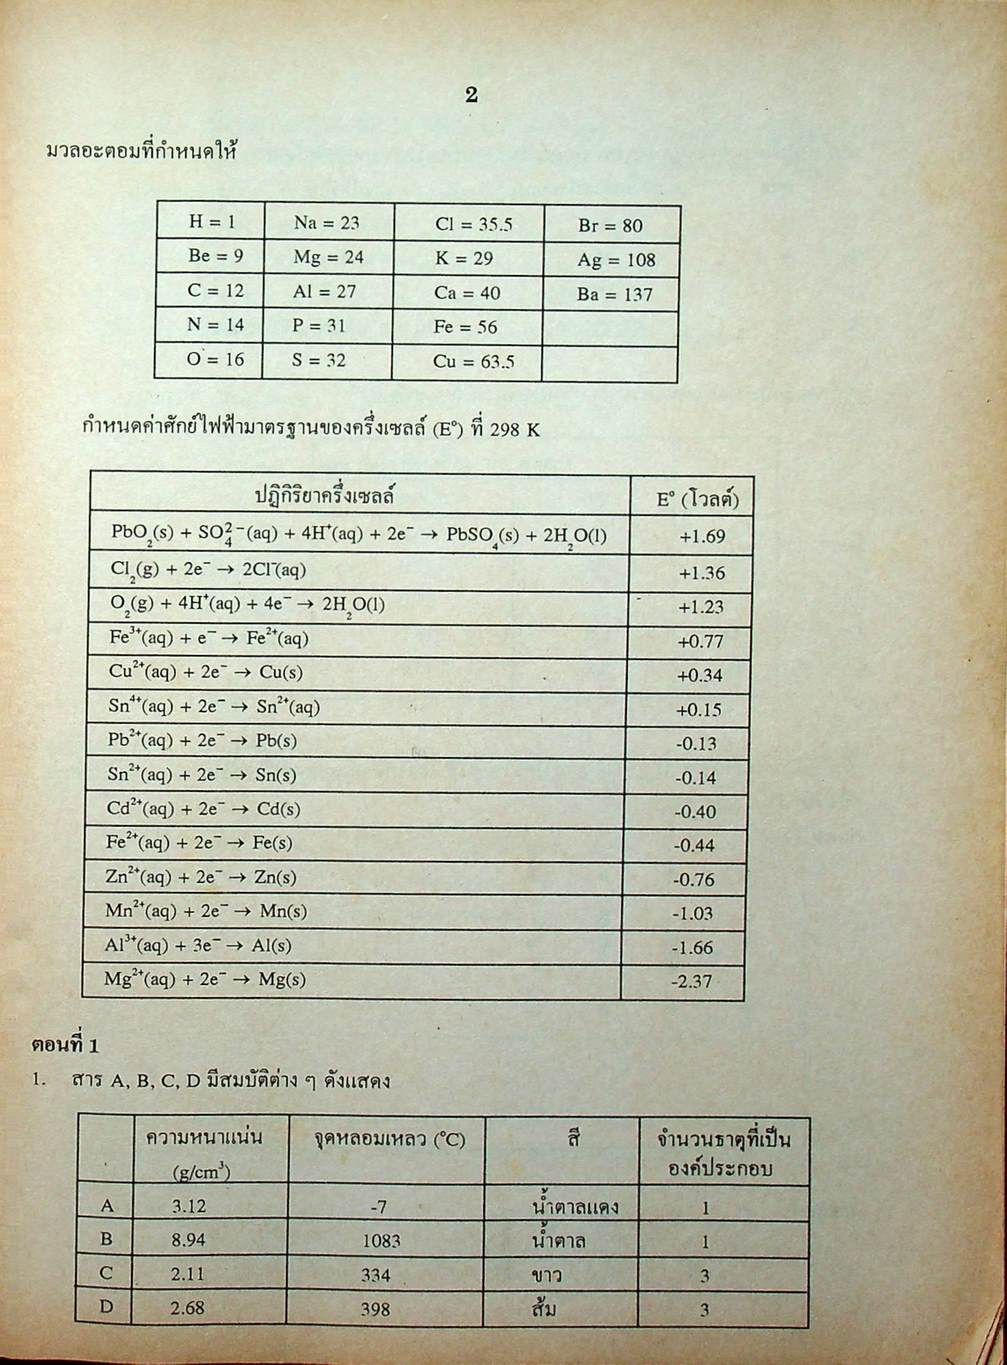 2
มวลอะตอมที่กำหนดให้
H = 1 Na = 23 Cl = 35.5 Br = 80
Be = 9 Mg = 24 K = 29 Ag = 108
C = 12 Al = 27 Ca = 40 Ba = 137
N = 14 P = 31 Fe = 56
O = 16 S = 32 Cu = 63.5
กำหนดค่าศักย์ไฟฟ้ามาตรฐานของครึ่งเซลล์ (E°) ที่ 298 K
ปฏิกิริยาครึ่งเซลล์ E° (โวลต์)
PbO₂(s) + SO₄²⁻(aq) + 4H⁺(aq) + 2e⁻ → PbSO₄(s) + 2H₂O(l) +1.69
Cl₂(g) + 2e⁻ → 2Cl⁻(aq) +1.36
O₂(g) + 4H⁺(aq) + 4e⁻ → 2H₂O(l) +1.23
Fe³⁺(aq) + e⁻ → Fe²⁺(aq) +0.77
Cu²⁺(aq) + 2e⁻ → Cu(s) +0.34
Sn⁴⁺(aq) + 2e⁻ → Sn²⁺(aq) +0.15
Pb²⁺(aq) + 2e⁻ → Pb(s) -0.13
Sn²⁺(aq) + 2e⁻ → Sn(s) -0.14
Cd²⁺(aq) + 2e⁻ → Cd(s) -0.40
Fe²⁺(aq) + 2e⁻ → Fe(s) -0.44
Zn²⁺(aq) + 2e⁻ → Zn(s) -0.76
Mn²⁺(aq) + 2e⁻ → Mn(s) -1.03
Al³⁺(aq) + 3e⁻ → Al(s) -1.66
Mg²⁺(aq) + 2e⁻ → Mg(s) -2.37
ตอนที่ 1
1. สาร A, B, C, D มีสมบัติต่าง ๆ ดังแสดง
ความหนาแน่น จุดหลอมเหลว (°C) สี จำนวนธาตุที่เป็น
(g/cm³) องค์ประกอบ
A 3.12 -7 น้ำตาลแดง 1
B 8.94 1083 น้ำตาล 1
C 2.11 334 ขาว 3
D 2.68 398 ส้ม 3